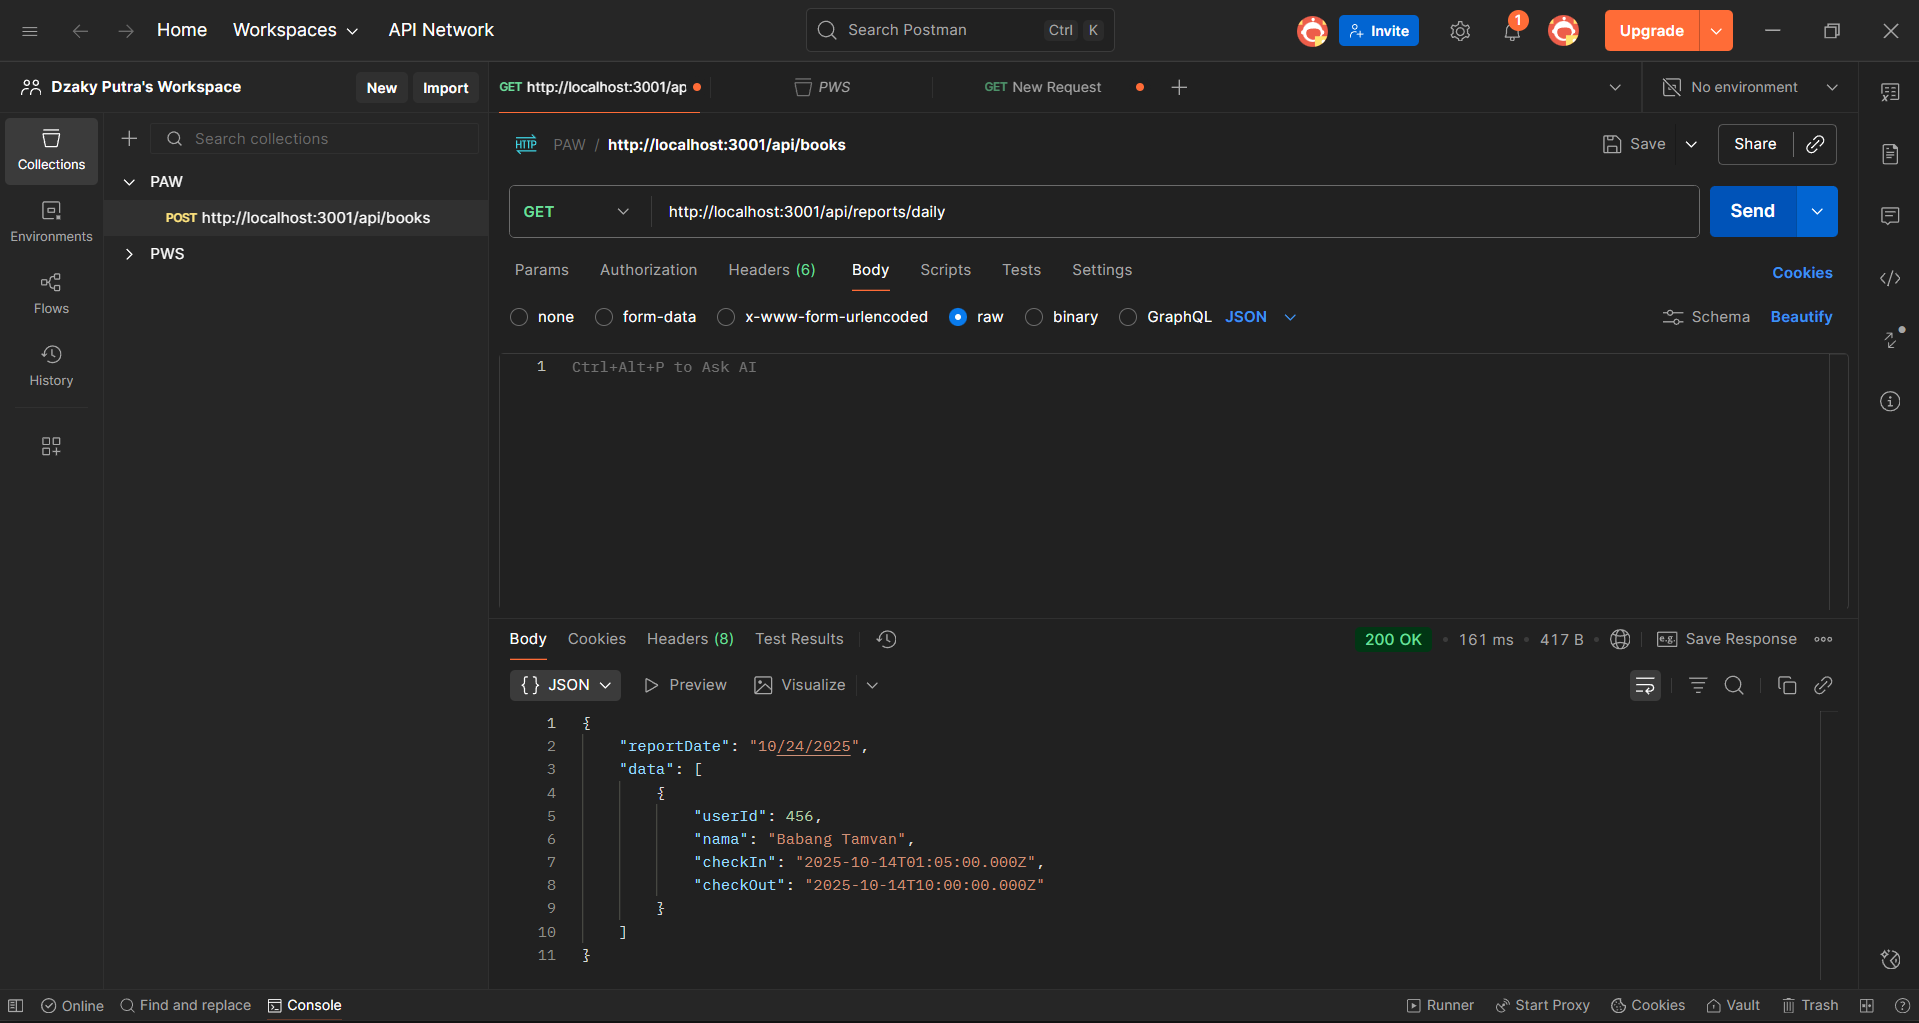 Home Workspaces API Network Search Postman Ctrl K Invite 1 Upgrade
Dzaky Putra's Workspace New Import GET http://localhost:3001/ap PWS GET New Request No environment
Search collections
Collections
PAW
POST http://localhost:3001/api/books
PWS
Environments
Flows
History
HTTP PAW / http://localhost:3001/api/books Save Share
GET http://localhost:3001/api/reports/daily Send
Params Authorization Headers (6) Body Scripts Tests Settings Cookies
none form-data x-www-form-urlencoded raw binary GraphQL JSON Schema Beautify
1 Ctrl+Alt+P to Ask AI
Body Cookies Headers (8) Test Results 200 OK • 161 ms • 417 B • e.g. Save Response
{} JSON Preview Visualize
1 {
2 "reportDate": "10/24/2025",
3 "data": [
4 {
5 "userId": 456,
6 "nama": "Babang Tamvan",
7 "checkIn": "2025-10-14T01:05:00.000Z",
8 "checkOut": "2025-10-14T10:00:00.000Z"
9 }
10 ]
11 }
Online Find and replace Console Runner Start Proxy Cookies Vault Trash